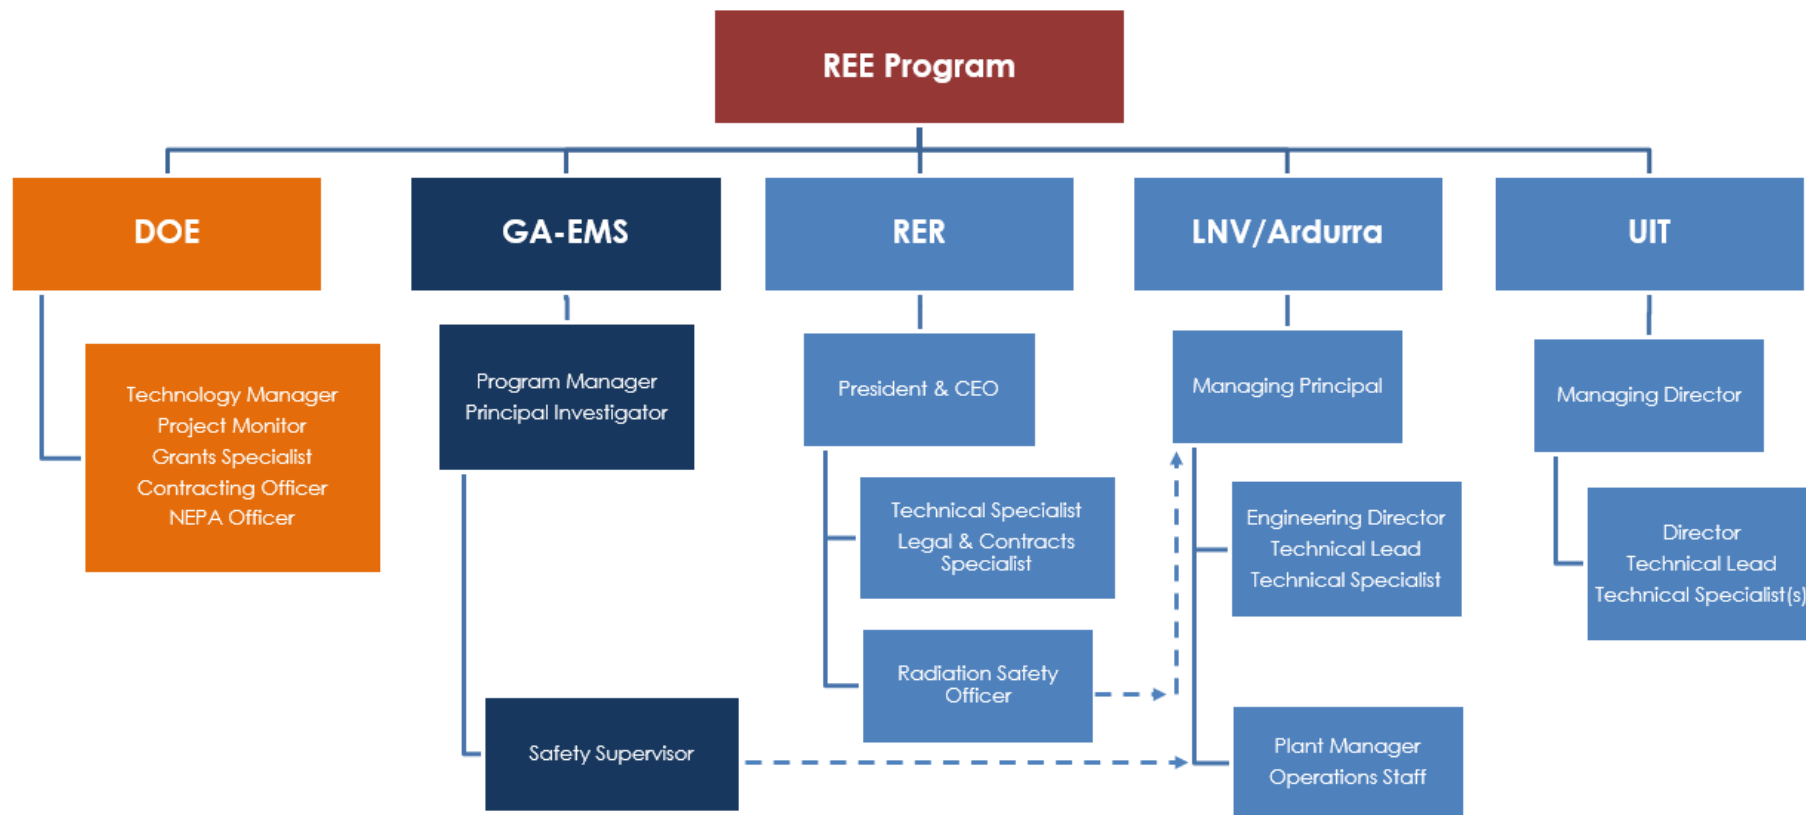 REE Program
DOE
GA-EMS
RER
LNV/Ardurra
UIT
Technology Manager
Project Monitor
Grants Specialist
Contracting Officer
NEPA Officer
Program Manager
Principal Investigator
Safety Supervisor
President & CEO
Technical Specialist
Legal & Contracts
Specialist
Radiation Safety
Officer
Managing Principal
Engineering Director
Technical Lead
Technical Specialist
Plant Manager
Operations Staff
Managing Director
Director
Technical Lead
Technical Specialist(s)